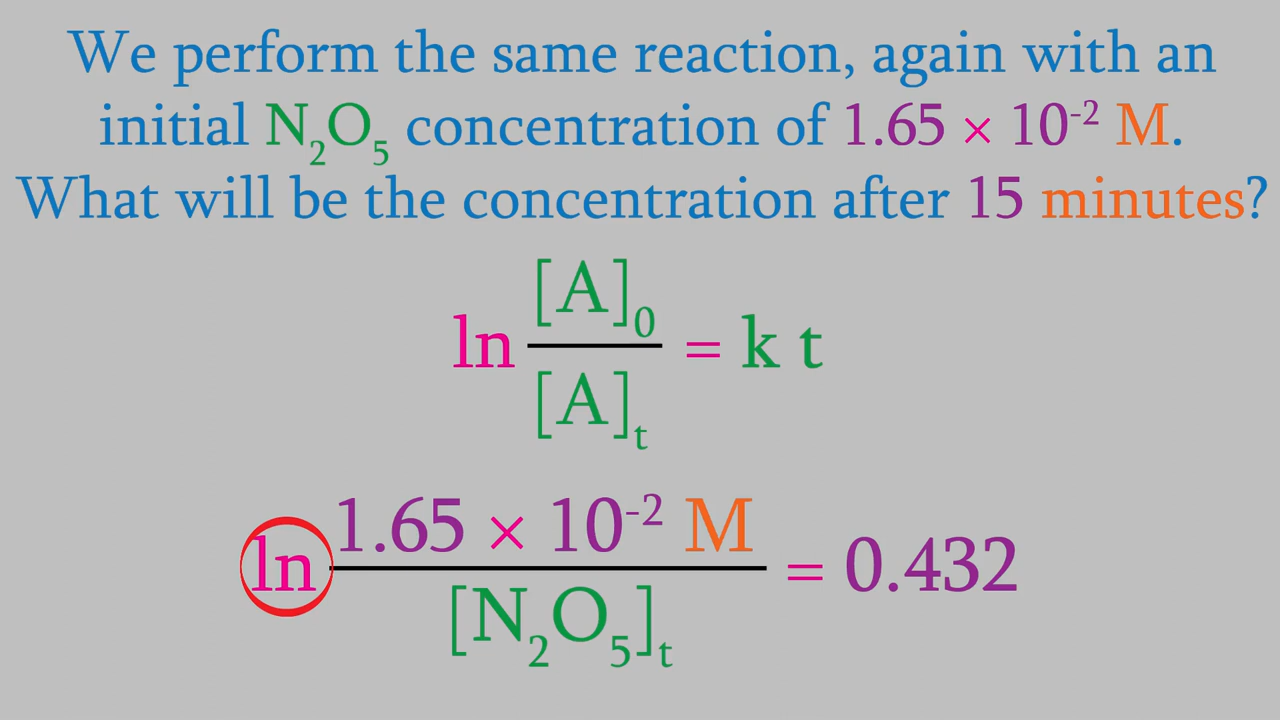 We perform the same reaction, again with an
initial N₂O₅ concentration of 1.65 × 10⁻² M.
What will be the concentration after 15 minutes?
ln [A]₀ / [A]ₜ = k t
ln 1.65 × 10⁻² M / [N₂O₅]ₜ = 0.432